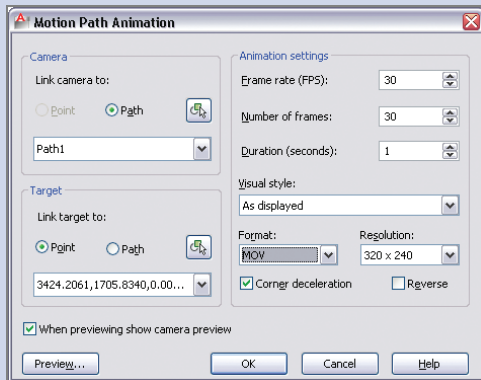 Motion Path Animation
Camera
Link camera to:
Point
Path
Path1
Target
Link target to:
Point
Path
3424.2061,1705.8340,0.00...
Animation settings
Frame rate (FPS):
30
Number of frames:
30
Duration (seconds):
1
Visual style:
As displayed
Format:
MOV
Resolution:
320 x 240
Corner deceleration
Reverse
When previewing show camera preview
Preview...
OK
Cancel
Help